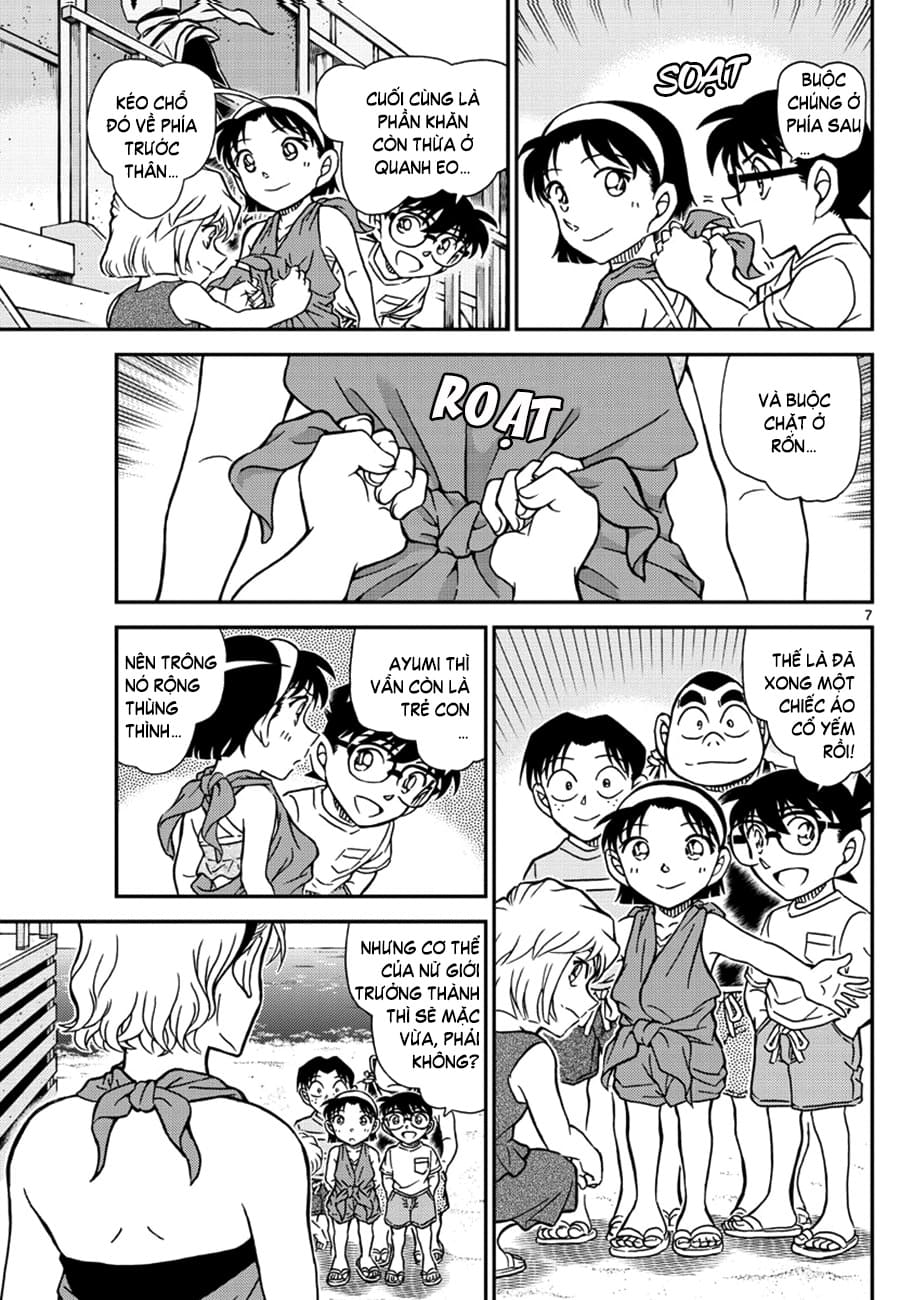 BUỘC
CHÚNG Ở
PHÍA SAU
...
SOẠT
CUỐI CÙNG LÀ
PHẦN KHĂN
CÒN THỪA Ở
QUANH EO...
KÉO CHỖ
ĐÓ VỀ PHÍA
TRƯỚC
THÂN...
VÀ BUỘC
CHẶT Ở
RỐN...
ROẠT
7
THẾ LÀ ĐÃ
XONG MỘT
CHIẾC ÁO
CỔ YẾM
RỒI!
AYUMI THÌ
VẪN CÒN LÀ
TRẺ CON
...
NÊN TRÔNG
NÓ RỘNG
THÙNG
THÌNH...
NHƯNG CƠ THỂ
CỦA NỮ GIỚI
TRƯỞNG THÀNH
THÌ SẼ MẶC
VỪA, PHẢI
KHÔNG?